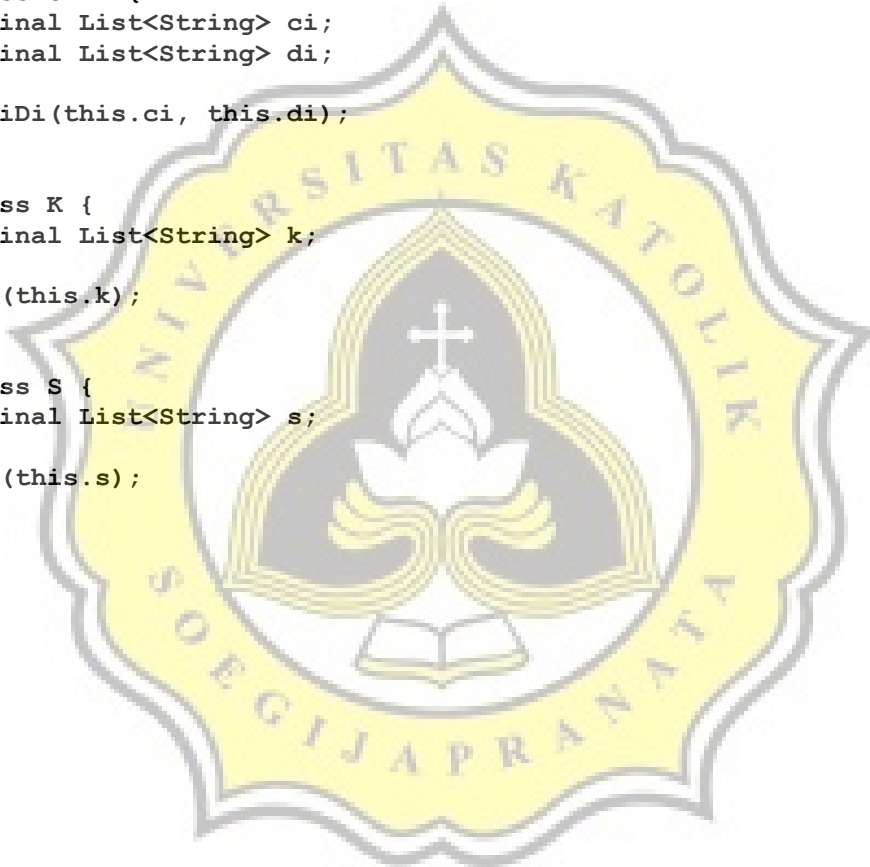 inal List<String> ci;
inal List<String> di;
iDi(this.ci, this.di);
ss K {
inal List<String> k;
(this.k);
ss S {
inal List<String> s;
(this.s);
UNIVERSITAS KATOLIK
SOEGIJAPRANATA